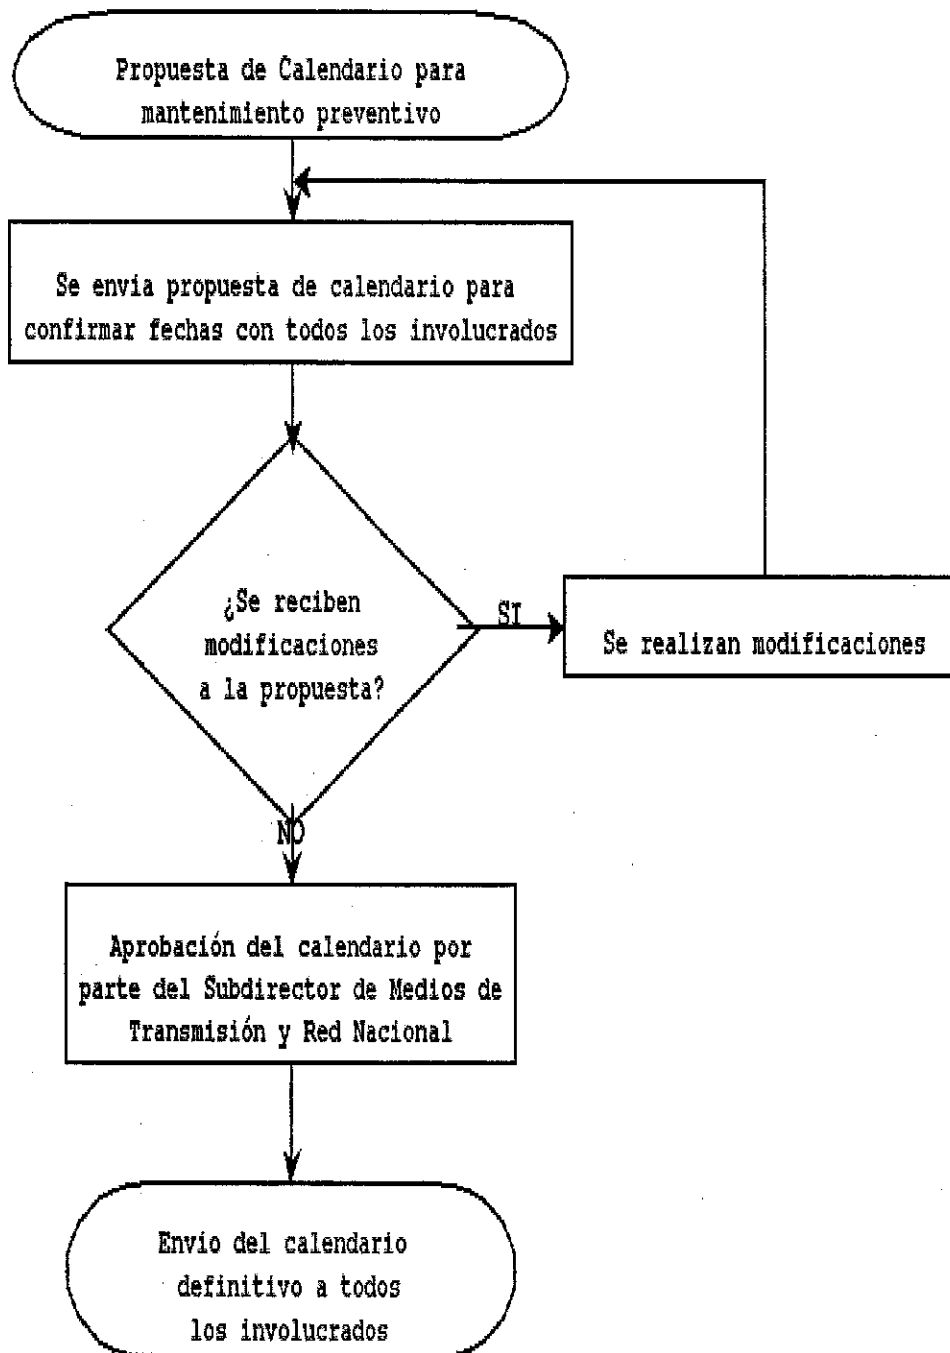 Propuesta de Calendario para
mantenimiento preventivo
Se envia propuesta de calendario para
confirmar fechas con todos los involucrados
¿Se reciben
modificaciones
a la propuesta?
SI
Se realizan modificaciones
NO
Aprobación del calendario por
parte del Subdirector de Medios de
Transmisión y Red Nacional
Envio del calendario
definitivo a todos
los involucrados